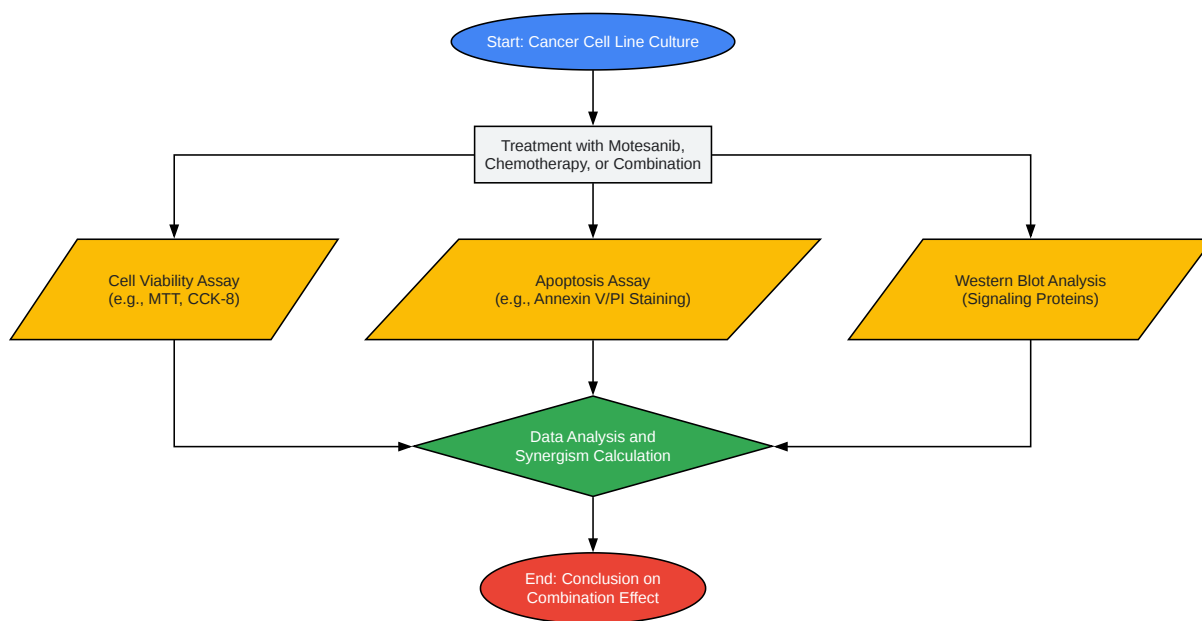 Start: Cancer Cell Line Culture
Treatment with Motesanib,
Chemotherapy, or Combination
Cell Viability Assay
(e.g., MTT, CCK-8)
Apoptosis Assay
(e.g., Annexin V/PI Staining)
Western Blot Analysis
(Signaling Proteins)
Data Analysis and
Synergism Calculation
End: Conclusion on
Combination Effect